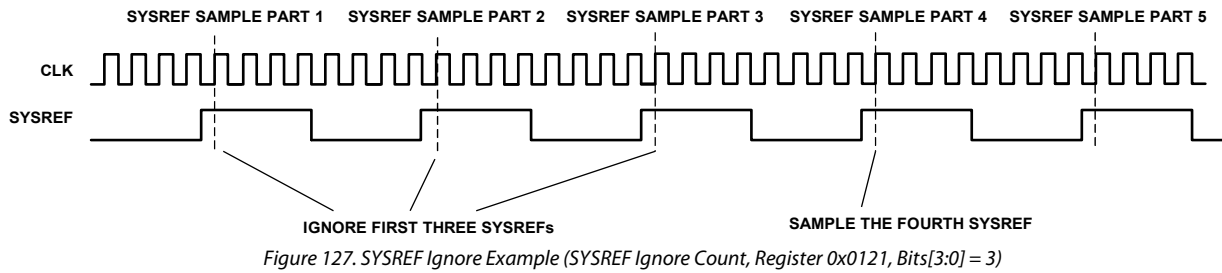 SYSREF SAMPLE PART 1 SYSREF SAMPLE PART 2 SYSREF SAMPLE PART 3 SYSREF SAMPLE PART 4 SYSREF SAMPLE PART 5
CLK
SYSREF
IGNORE FIRST THREE SYSREFs SAMPLE THE FOURTH SYSREF
Figure 127. SYSREF Ignore Example (SYSREF Ignore Count, Register 0x0121, Bits[3:0] = 3)